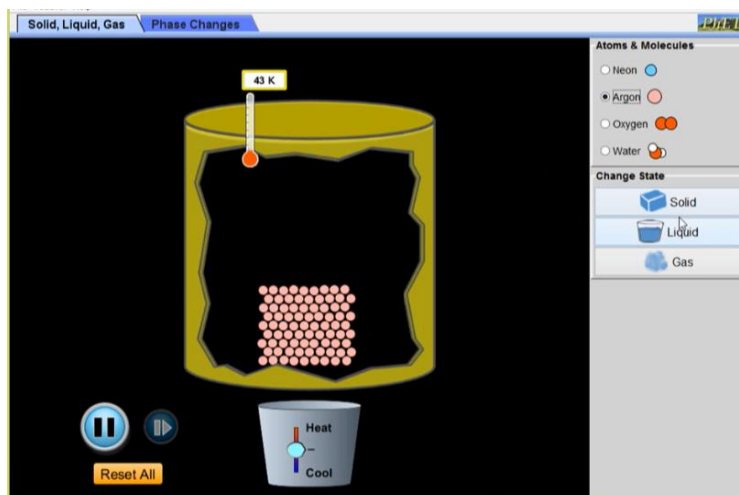 Solid, Liquid, Gas
Phase Changes
43 K
Atoms & Molecules
Neon
Argon
Oxygen
Water
Change State
Solid
Liquid
Gas
Heat
Cool
Reset All